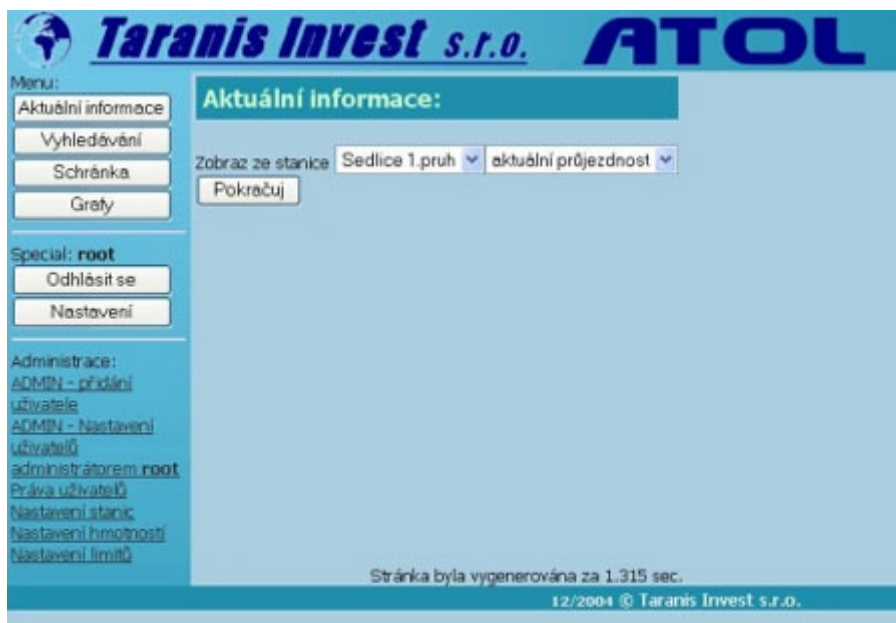 Taranis Invest s.r.o. ATOL
Menu:
Aktuální informace
Vyhledávání
Schránka
Grafy
Special: root
Odhlásit se
Nastavení
Administrace:
ADMIN - přidání
uživatele
ADMIN - Nastavení
uživatelů
administrátorem root
Práva uživatelů
Nastavení stanic
Nastavení hmotností
Nastavení limitů
Aktuální informace:
Zobraz ze stanice Sedlice 1.pruh aktuální průjezdnost
Pokračuj
Stránka byla vygenerována za 1.315 sec.
12/2004 © Taranis Invest s.r.o.